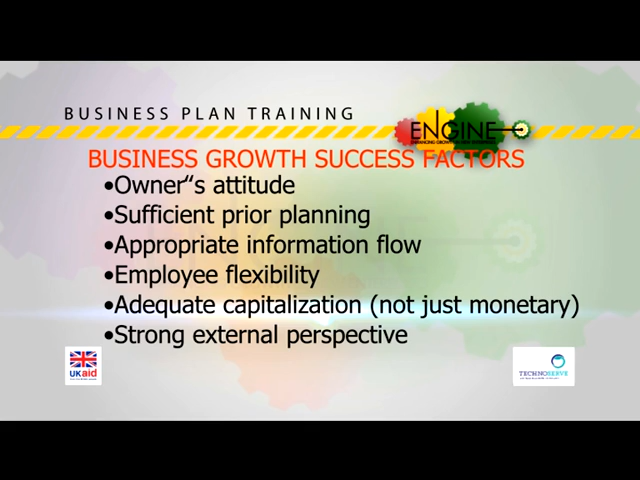 BUSINESS PLAN TRAINING
ENGINE
BUSINESS GROWTH SUCCESS FACTORS
•Owner“s attitude
•Sufficient prior planning
•Appropriate information flow
•Employee flexibility
•Adequate capitalization (not just monetary)
•Strong external perspective
UKaid
TECHNOSERVE